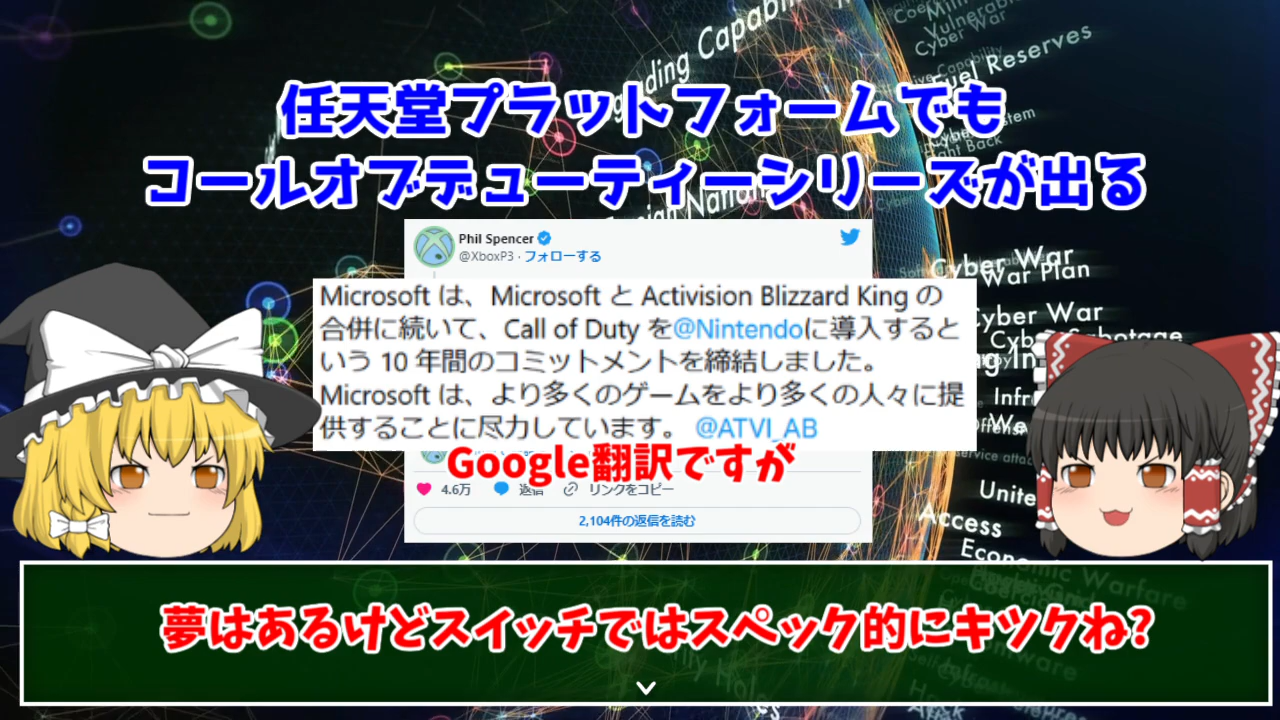 任天堂プラットフォームでも
コールオブデューティーシリーズが出る
Phil Spencer
@XboxP3 · フォローする
Microsoft は、Microsoft と Activision Blizzard King の
合併に続いて、Call of Duty を@Nintendoに導入すると
いう 10 年間のコミットメントを締結しました。
Microsoft は、より多くのゲームをより多くの人々に提
供することに尽力しています。 @ATVI_AB
Google翻訳ですが
4.6万 返信 リンクをコピー
2,104件の返信を読む
夢はあるけどスイッチではスペック的にキツクね?
Cyber War
Fuel Reserves
Cyber War
War Plan
Cyber War
Access